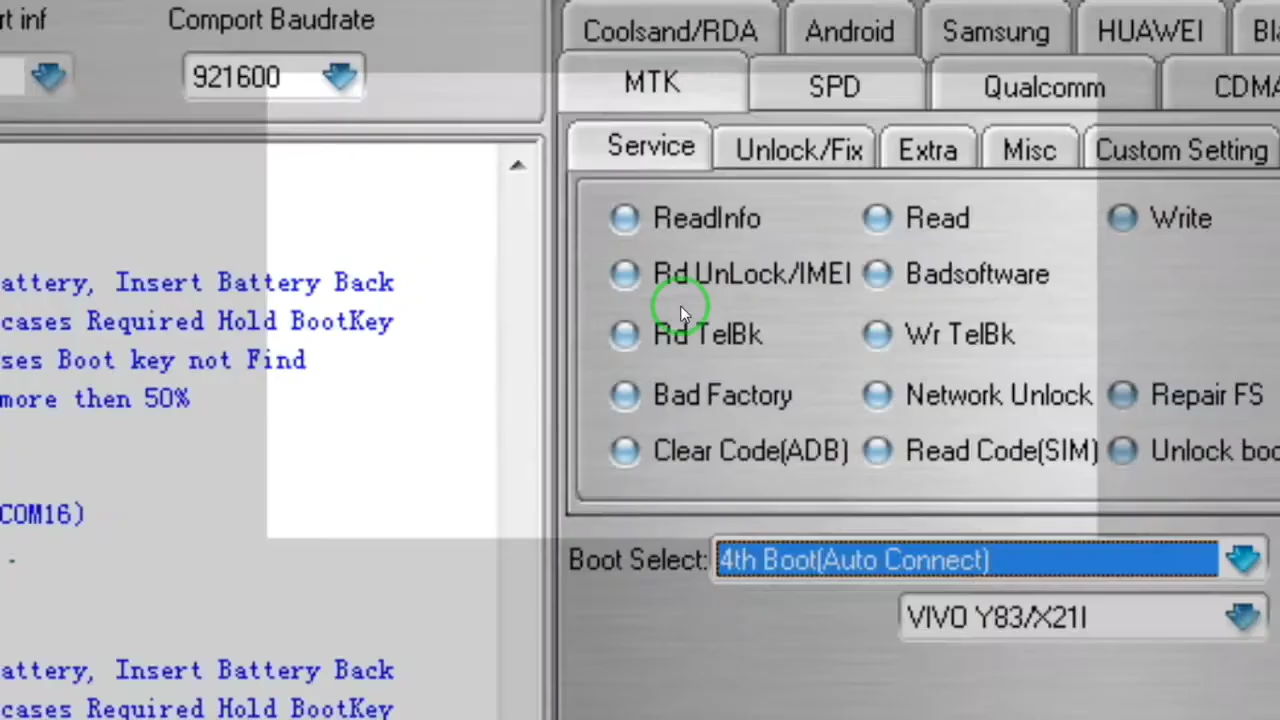 rt inf
Comport Baudrate
921600
Coolsand/RDA
Android
Samsung
HUAWEI
Bla
MTK
SPD
Qualcomm
CDMA
Service
Unlock/Fix
Extra
Misc
Custom Setting
ReadInfo
Read
Write
Rd UnLock/IMEI
Badsoftware
Rd TelBk
Wr TelBk
Bad Factory
Network Unlock
Repair FS
Clear Code(ADB)
Read Code(SIM)
Unlock boo
Boot Select:
4th Boot(Auto Connect)
VIVO Y83/X21I
attery, Insert Battery Back
cases Required Hold BootKey
ses Boot key not Find
more then 50%
COM16)
attery, Insert Battery Back
cases Required Hold BootKey